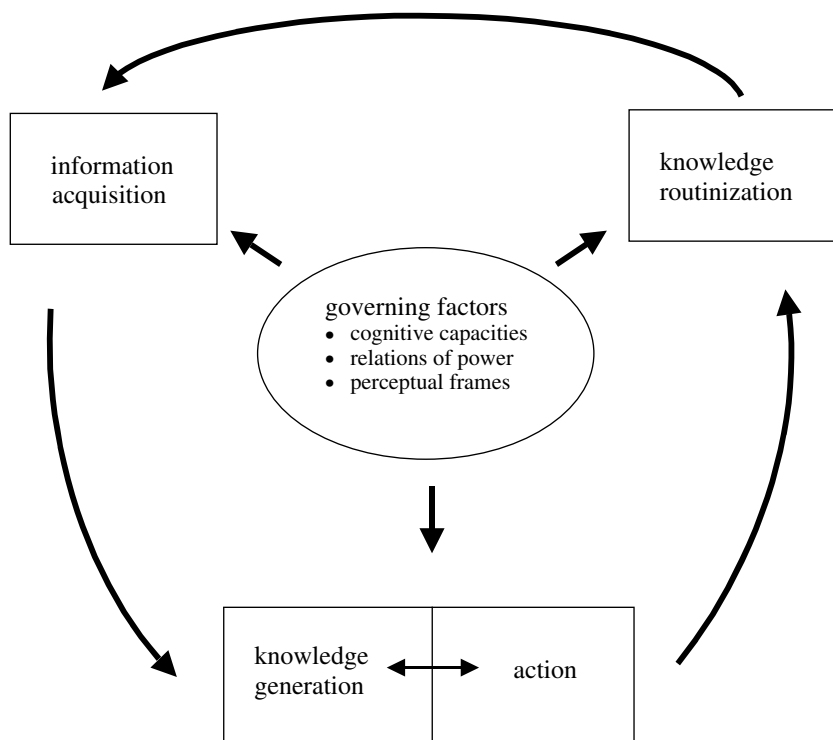 information
acquisition
knowledge
routinization
governing factors
• cognitive capacities
• relations of power
• perceptual frames
knowledge
generation
action